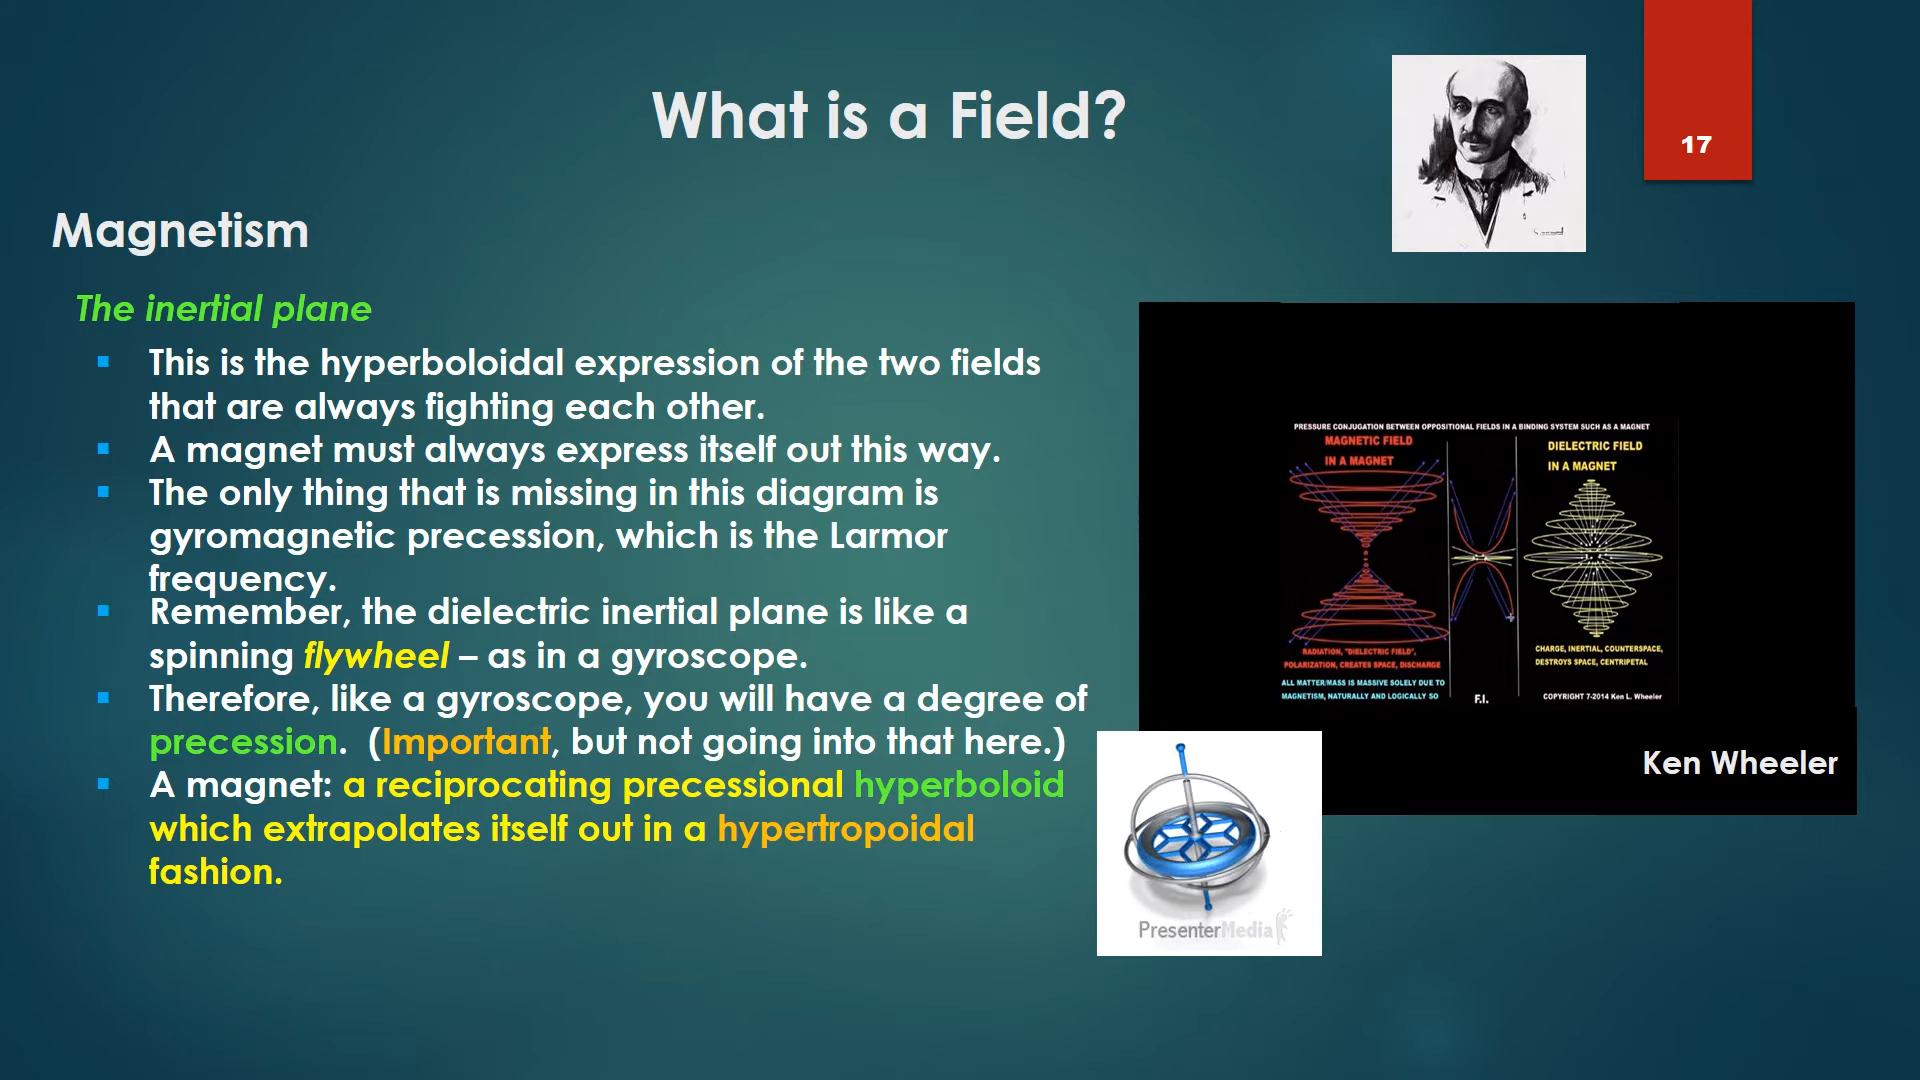 What is a Field?
17
Magnetism
The inertial plane
This is the hyperboloidal expression of the two fields
that are always fighting each other.
A magnet must always express itself out this way.
The only thing that is missing in this diagram is
gyromagnetic precession, which is the Larmor
frequency.
Remember, the dielectric inertial plane is like a
spinning flywheel – as in a gyroscope.
Therefore, like a gyroscope, you will have a degree of
precession. (Important, but not going into that here.)
A magnet: a reciprocating precessional hyperboloid
which extrapolates itself out in a hypertropoidal
fashion.
PRESSURE CONJUGATION BETWEEN OPPOSITIONAL FIELDS IN A BINDING SYSTEM SUCH AS A MAGNET
MAGNETIC FIELD
IN A MAGNET
DIELECTRIC FIELD
IN A MAGNET
RADIATION, "DIELECTRIC FIELD",
POLARIZATION, CREATES SPACE, DISCHARGE
ALL MATTER/MASS IS MASSIVE SOLELY DUE TO
MAGNETISM, NATURALLY AND LOGICALLY SO
F.I.
CHARGE, INERTIAL, COUNTERSPACE,
DESTROYS SPACE, CENTRIPETAL
COPYRIGHT 7-2014 Ken L. Wheeler
Ken Wheeler
PresenterMedia